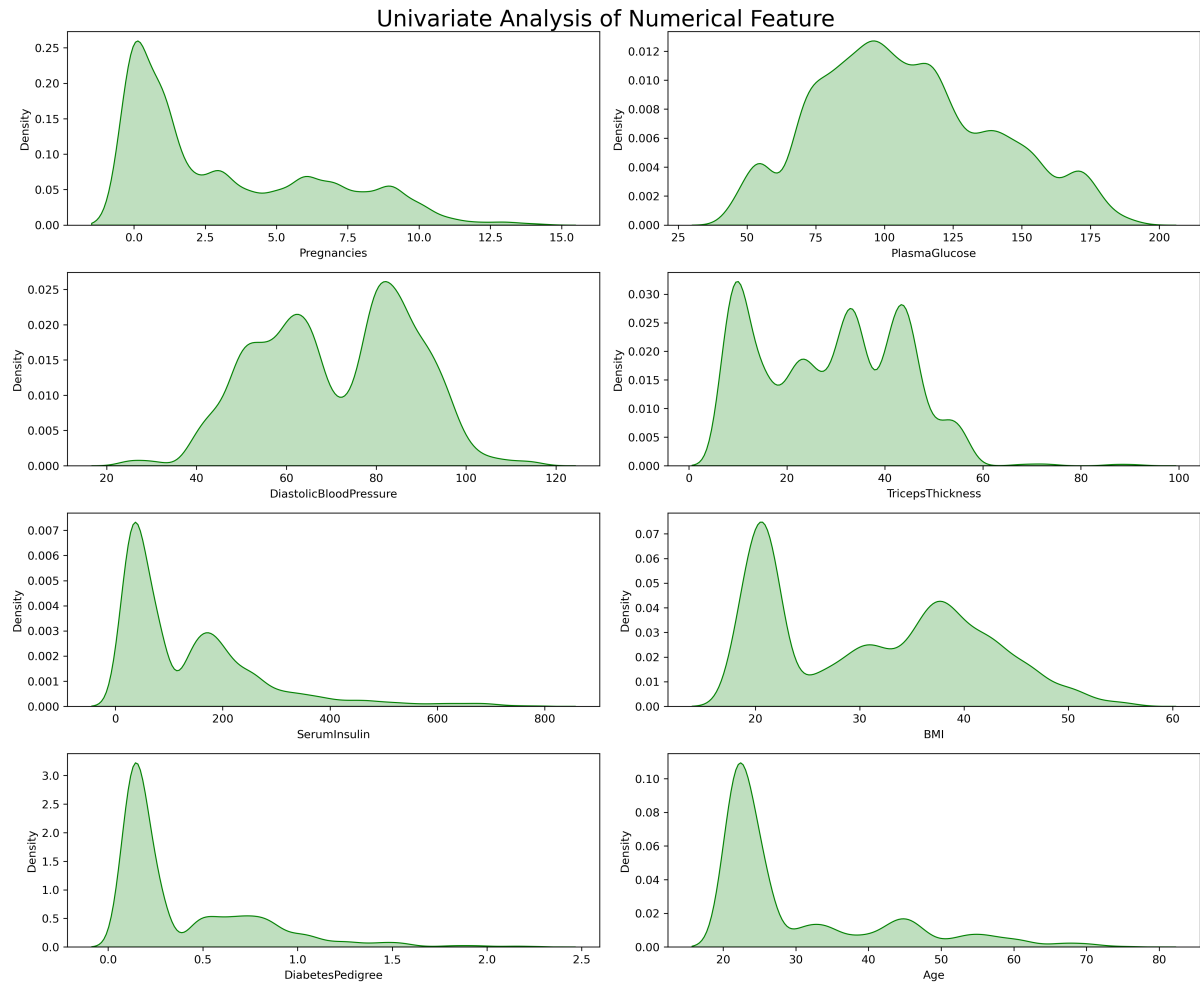 Univariate Analysis of Numerical Feature
Density
0.25
0.20
0.15
0.10
0.05
0.00
0.0 2.5 5.0 7.5 10.0 12.5 15.0
Pregnancies
Density
0.012
0.010
0.008
0.006
0.004
0.002
0.000
25 50 75 100 125 150 175 200
PlasmaGlucose
Density
0.025
0.020
0.015
0.010
0.005
0.000
20 40 60 80 100 120
DiastolicBloodPressure
Density
0.030
0.025
0.020
0.015
0.010
0.005
0.000
0 20 40 60 80 100
TricepsThickness
Density
0.007
0.006
0.005
0.004
0.003
0.002
0.001
0.000
0 200 400 600 800
SerumInsulin
Density
0.07
0.06
0.05
0.04
0.03
0.02
0.01
0.00
20 30 40 50 60
BMI
Density
3.0
2.5
2.0
1.5
1.0
0.5
0.0
0.0 0.5 1.0 1.5 2.0 2.5
DiabetesPedigree
Density
0.10
0.08
0.06
0.04
0.02
0.00
20 30 40 50 60 70 80
Age